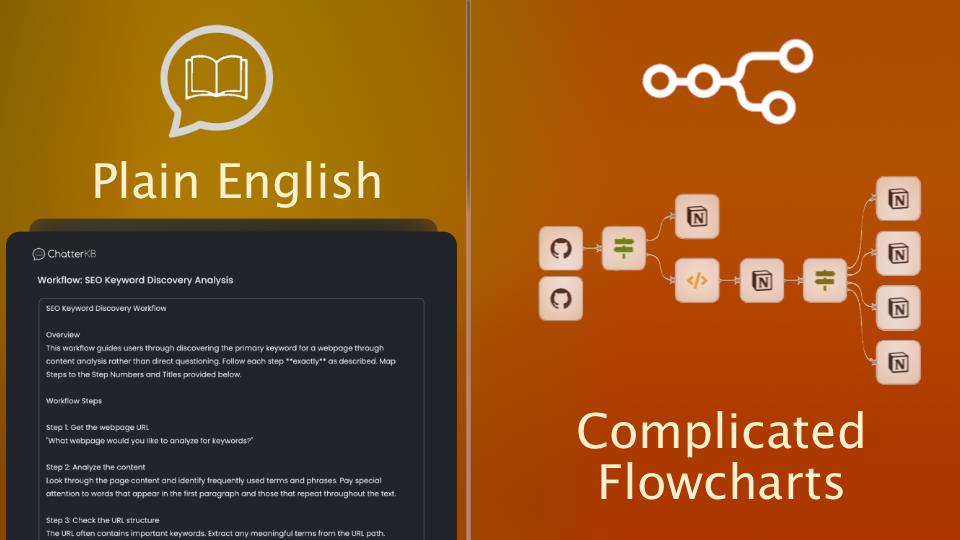 Plain English
ChatterKB
Workflow: SEO Keyword Discovery Analysis
SEO Keyword Discovery Workflow
Overview
This workflow guides users through discovering the primary keyword for a webpage through
content analysis rather than direct questioning. Follow each step **exactly** as described. Map
Steps to the Step Numbers and Titles provided below.
Workflow Steps
Step 1: Get the webpage URL
"What webpage would you like to analyze for keywords?"
Step 2: Analyze the content
Look through the page content and identify frequently used terms and phrases. Pay special
attention to words that appear in the first paragraph and those that repeat throughout the text.
Step 3: Check the URL structure
The URL often contains important keywords. Extract any meaningful terms from the URL path.
N
</>
N
N
N
N
N
Complicated
Flowcharts